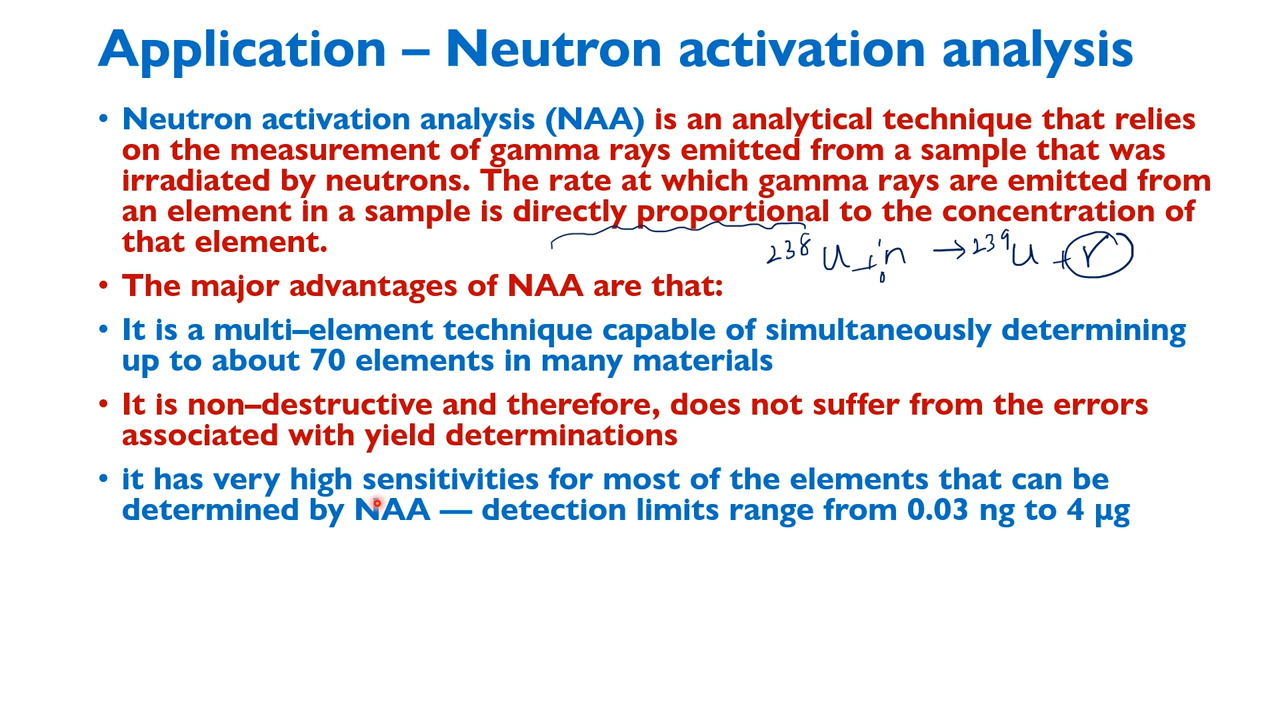 Application – Neutron activation analysis
• Neutron activation analysis (NAA) is an analytical technique that relies
on the measurement of gamma rays emitted from a sample that was
irradiated by neutrons. The rate at which gamma rays are emitted from
an element in a sample is directly proportional to the concentration of
that element.
²³⁸U + ¹₀n → ²³⁹U + γ
• The major advantages of NAA are that:
• It is a multi–element technique capable of simultaneously determining
up to about 70 elements in many materials
• It is non–destructive and therefore, does not suffer from the errors
associated with yield determinations
• it has very high sensitivities for most of the elements that can be
determined by NAA — detection limits range from 0.03 ng to 4 μg